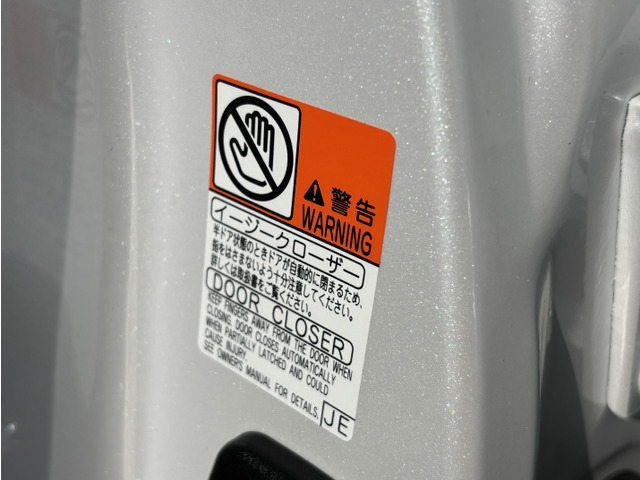 警告
WARNING
イージークローザー
半ドア状態のときドアが自動的に閉まるため、
指をはさまないよう十分注意してください。
詳しくは取扱書をご覧ください。
DOOR CLOSER
KEEP FINGERS AWAY FROM THE DOOR WHEN
CLOSING. DOOR CLOSES AUTOMATICALLY
WHEN PARTIALLY LATCHED AND COULD
CAUSE INJURY.
SEE OWNER'S MANUAL FOR DETAILS.
JE